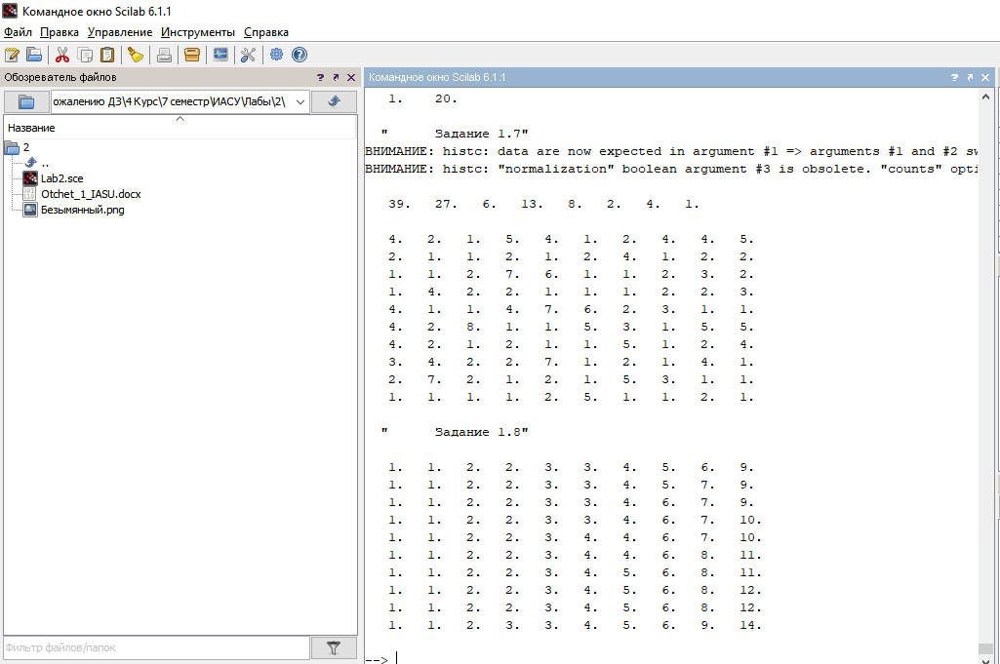 Командное окно Scilab 6.1.1
Файл Правка Управление Инструменты Справка
Обозреватель файлов
ожалению ДЗ\4 Курс\7 семестр\ИАСУ\Лабы\2\
Название
2
..
Lab2.sce
Otchet_1_IASU.docx
Безымянный.png
Фильтр файлов/папок
Командное окно Scilab 6.1.1
1. 20.
" Задание 1.7"
ВНИМАНИЕ: histc: data are now expected in argument #1 => arguments #1 and #2 sw
ВНИМАНИЕ: histc: "normalization" boolean argument #3 is obsolete. "counts" opti
39. 27. 6. 13. 8. 2. 4. 1.
4. 2. 1. 5. 4. 1. 2. 4. 4. 5.
2. 1. 1. 2. 1. 2. 4. 1. 2. 2.
1. 1. 2. 7. 6. 1. 1. 2. 3. 2.
1. 4. 2. 2. 1. 1. 1. 2. 2. 3.
4. 1. 1. 4. 7. 6. 2. 3. 1. 1.
4. 2. 8. 1. 1. 5. 3. 1. 5. 5.
4. 2. 1. 2. 1. 1. 5. 1. 2. 4.
3. 4. 2. 2. 7. 1. 2. 1. 4. 1.
2. 7. 2. 1. 2. 1. 5. 3. 1. 1.
1. 1. 1. 1. 2. 5. 1. 1. 2. 1.
" Задание 1.8"
1. 1. 2. 2. 3. 3. 4. 5. 6. 9.
1. 1. 2. 2. 3. 3. 4. 5. 7. 9.
1. 1. 2. 2. 3. 3. 4. 6. 7. 9.
1. 1. 2. 2. 3. 3. 4. 6. 7. 10.
1. 1. 2. 2. 3. 4. 4. 6. 7. 10.
1. 1. 2. 2. 3. 4. 4. 6. 8. 11.
1. 1. 2. 2. 3. 4. 5. 6. 8. 11.
1. 1. 2. 2. 3. 4. 5. 6. 8. 12.
1. 1. 2. 2. 3. 4. 5. 6. 8. 12.
1. 1. 2. 3. 3. 4. 5. 6. 9. 14.
-->